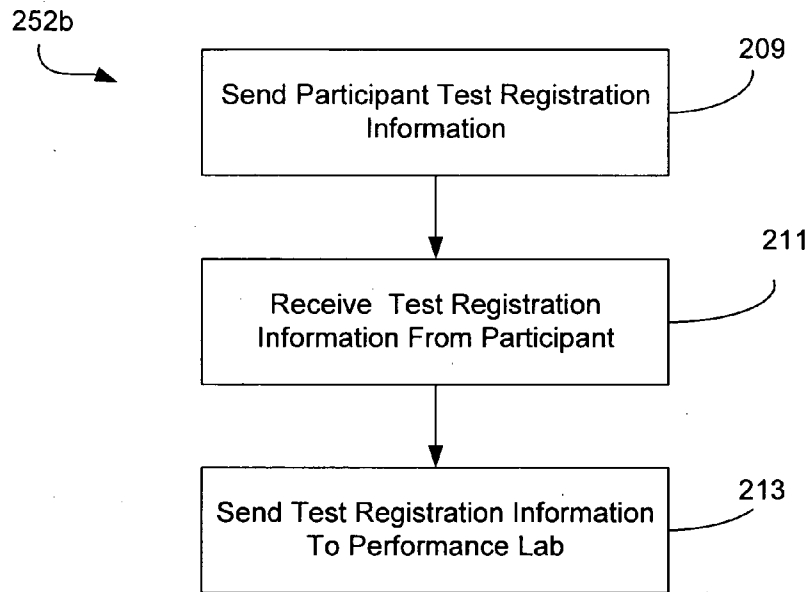 252b
209
Send Participant Test Registration
Information
211
Receive Test Registration
Information From Participant
213
Send Test Registration Information
To Performance Lab